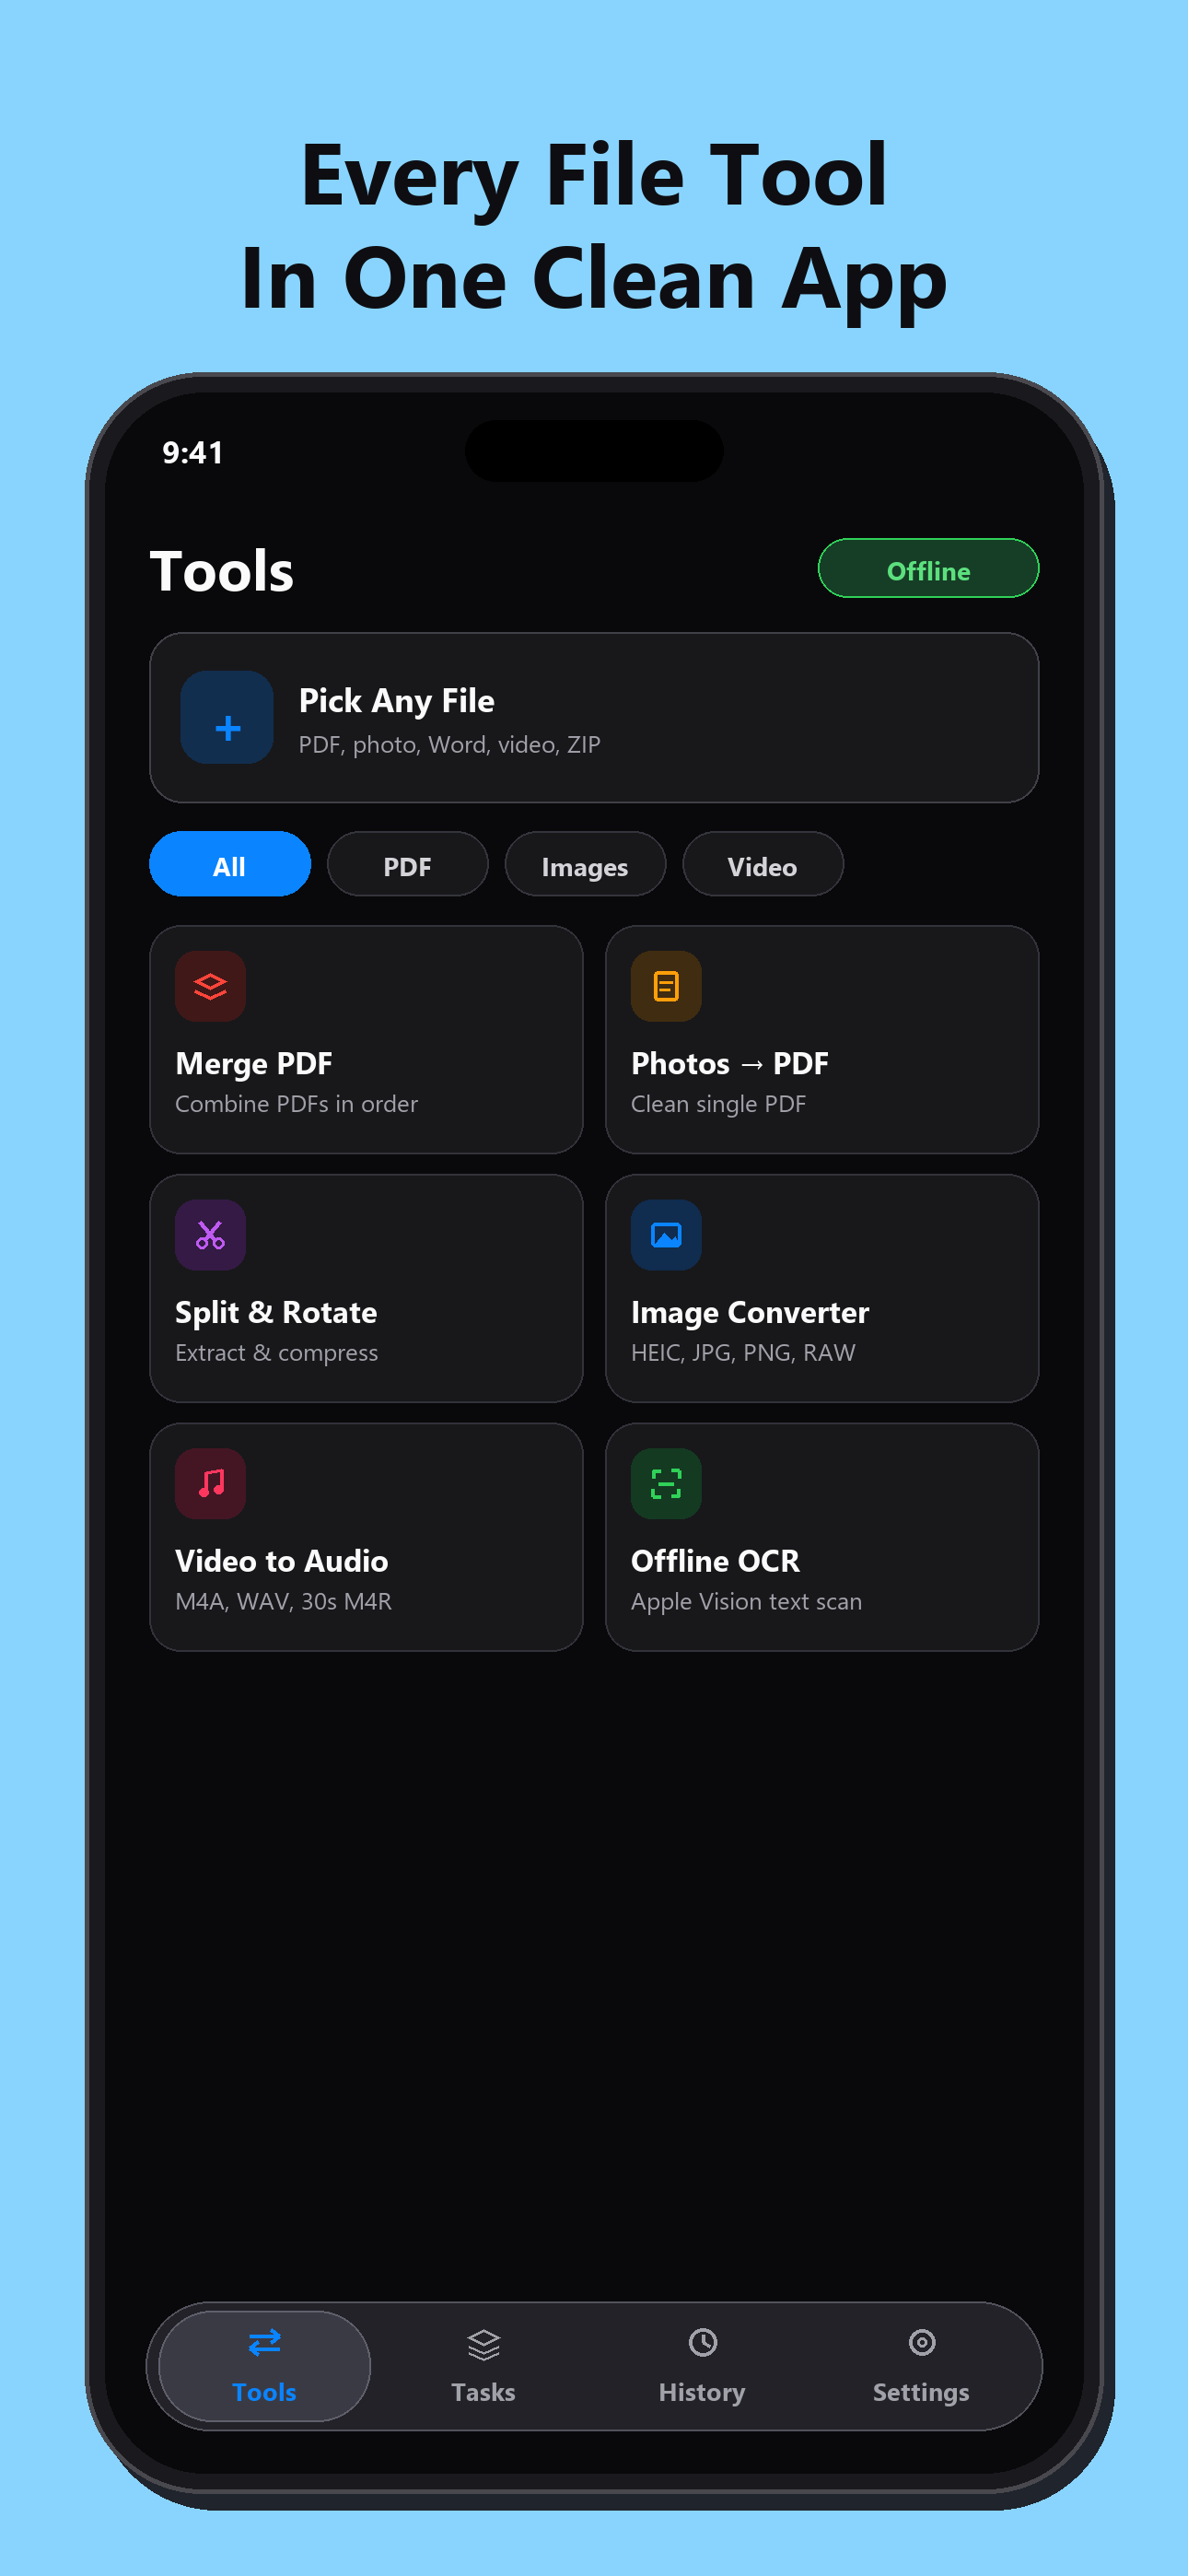 Every File Tool
In One Clean App
9:41
Tools
Offline
+
Pick Any File
PDF, photo, Word, video, ZIP
All
PDF
Images
Video
Merge PDF
Combine PDFs in order
Photos → PDF
Clean single PDF
Split & Rotate
Extract & compress
Image Converter
HEIC, JPG, PNG, RAW
Video to Audio
M4A, WAV, 30s M4R
Offline OCR
Apple Vision text scan
Tools
Tasks
History
Settings